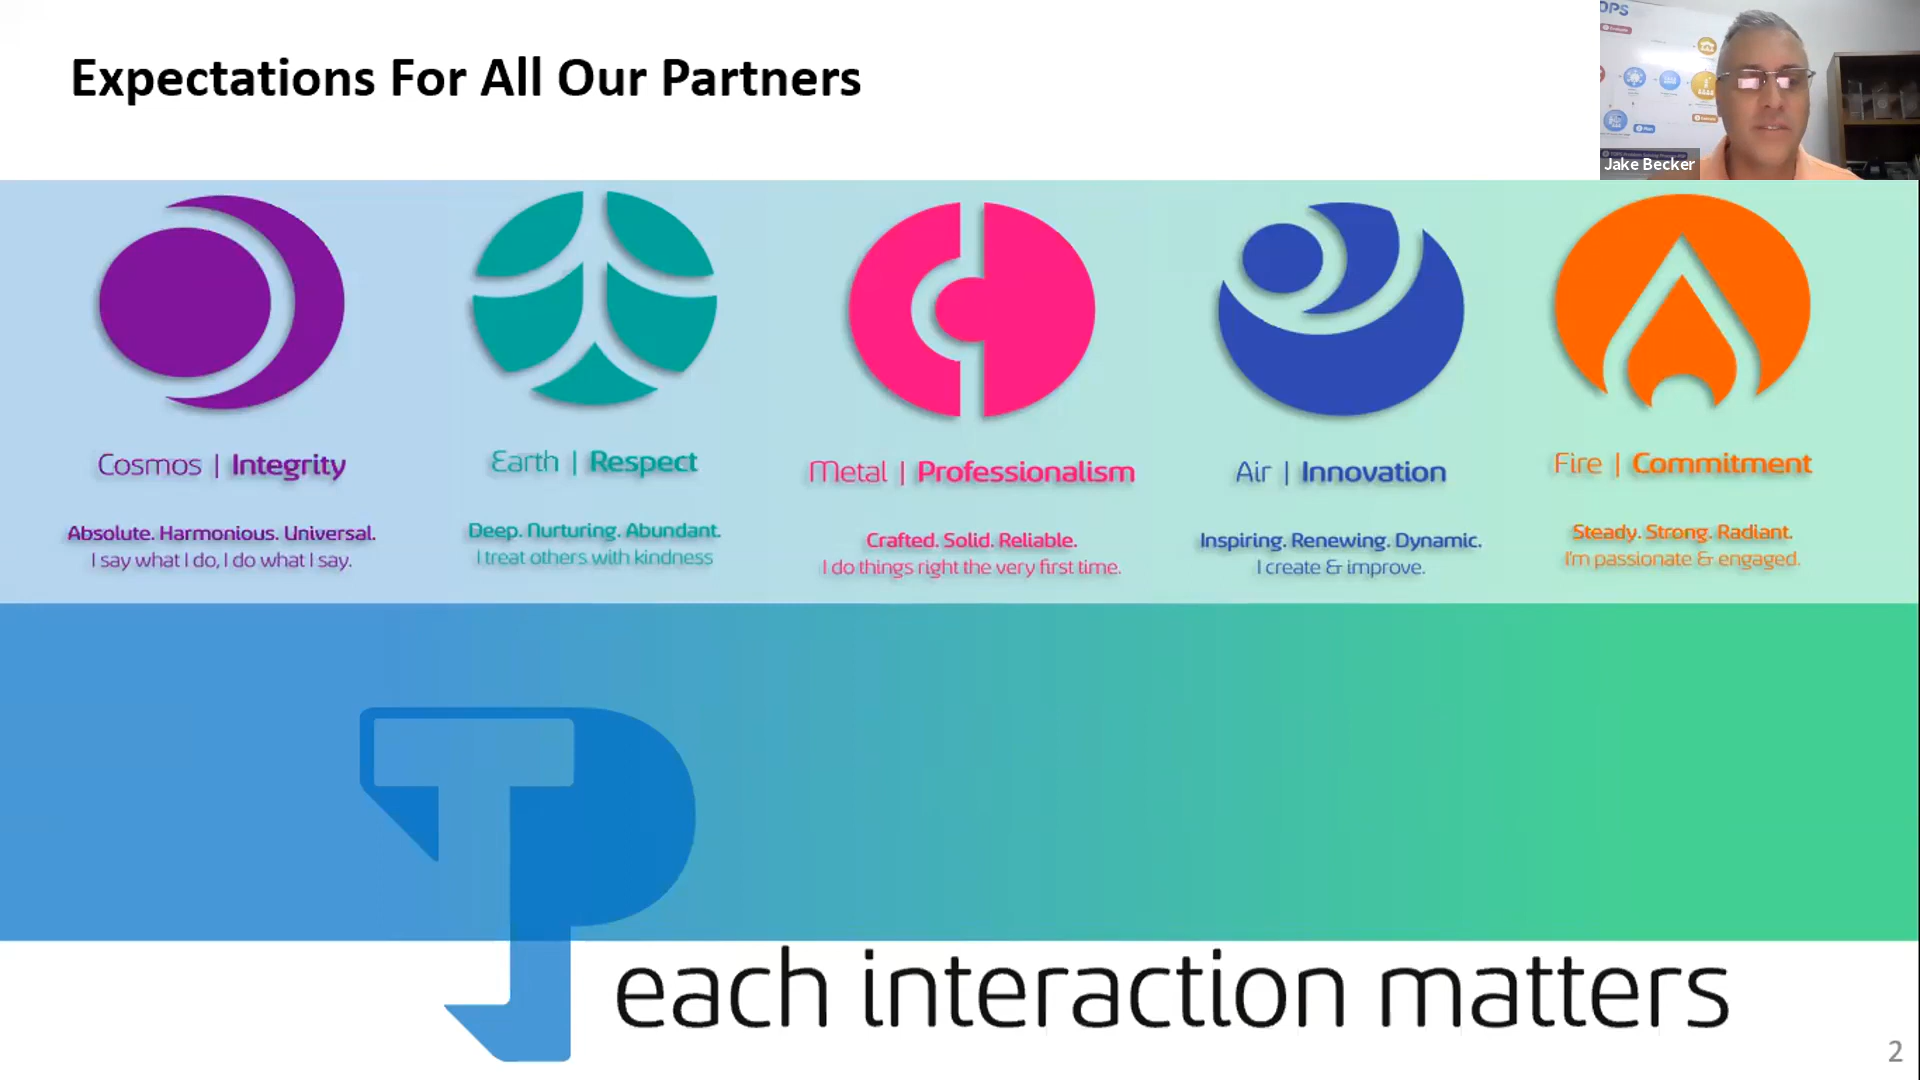 Expectations For All Our Partners
OPS
Jake Becker
Cosmos | Integrity
Absolute. Harmonious. Universal.
I say what I do, I do what I say.
Earth | Respect
Deep. Nurturing. Abundant.
I treat others with kindness
Metal | Professionalism
Crafted. Solid. Reliable.
I do things right the very first time.
Air | Innovation
Inspiring. Renewing. Dynamic.
I create & improve.
Fire | Commitment
Steady. Strong. Radiant.
I'm passionate & engaged.
TP
each interaction matters
2